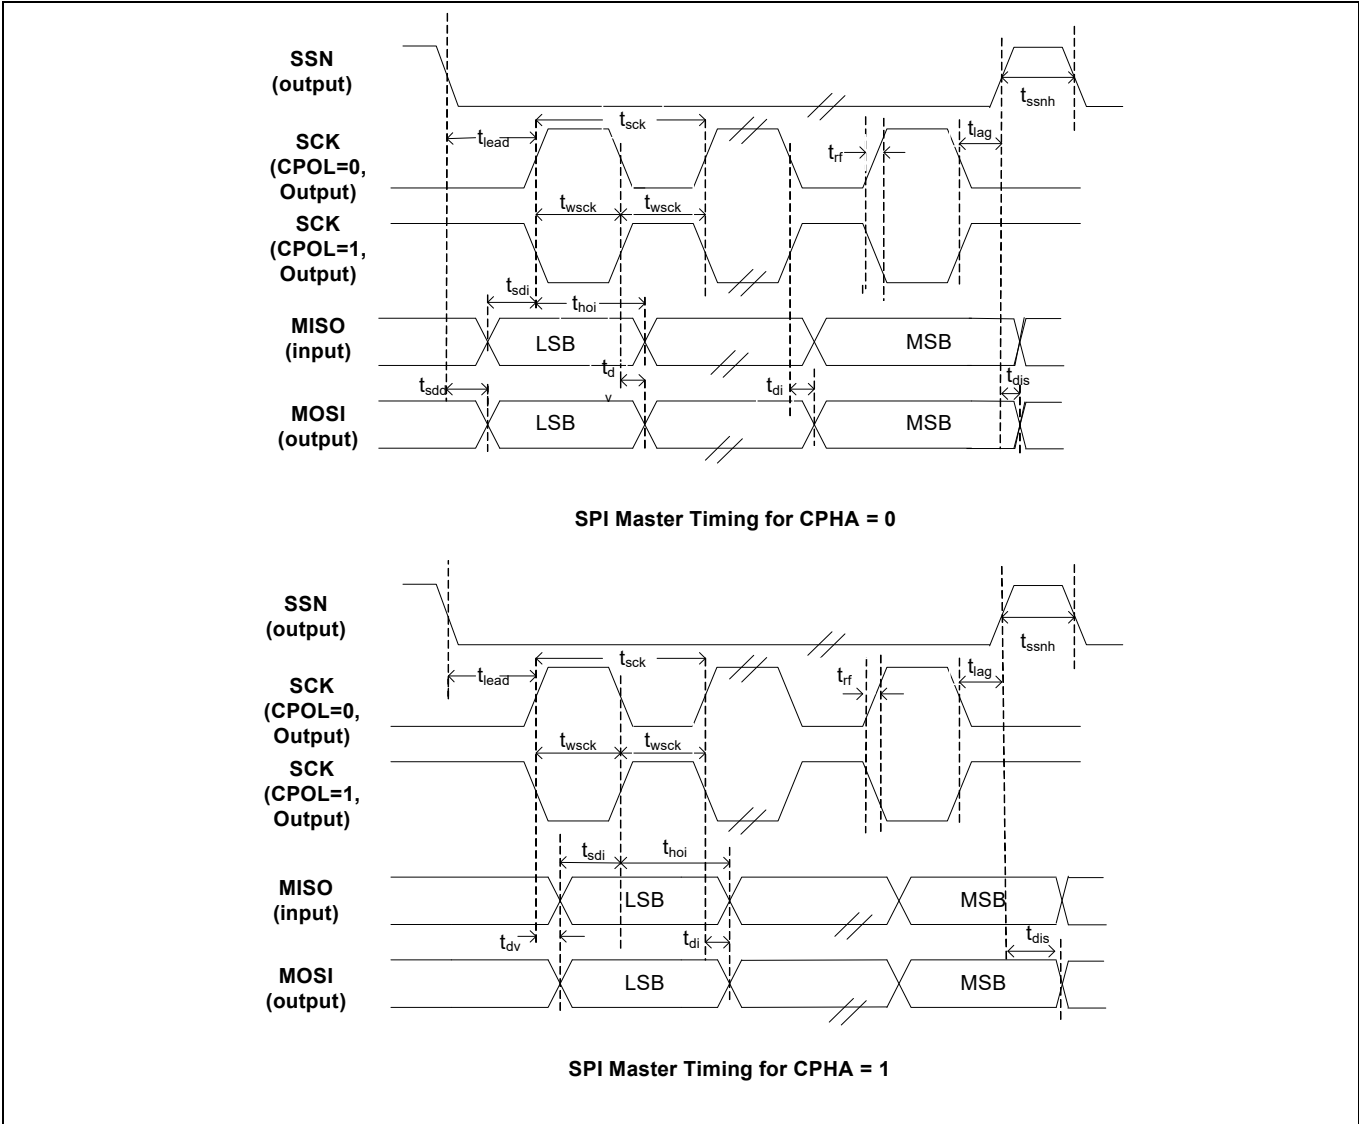 SSN
(output)
tssnh
tsck
tlead
tlag
SCK
(CPOL=0,
Output)
trf
twsck
twsck
SCK
(CPOL=1,
Output)
tsdi
thoi
MISO
(input)
LSB
MSB
td
v
tsdd
tdi
tdis
MOSI
(output)
LSB
MSB
SPI Master Timing for CPHA = 0
SSN
(output)
tssnh
tsck
tlead
trf
tlag
SCK
(CPOL=0,
Output)
twsck
twsck
SCK
(CPOL=1,
Output)
tsdi
thoi
MISO
(input)
LSB
MSB
tdv
tdi
tdis
MOSI
(output)
LSB
MSB
SPI Master Timing for CPHA = 1